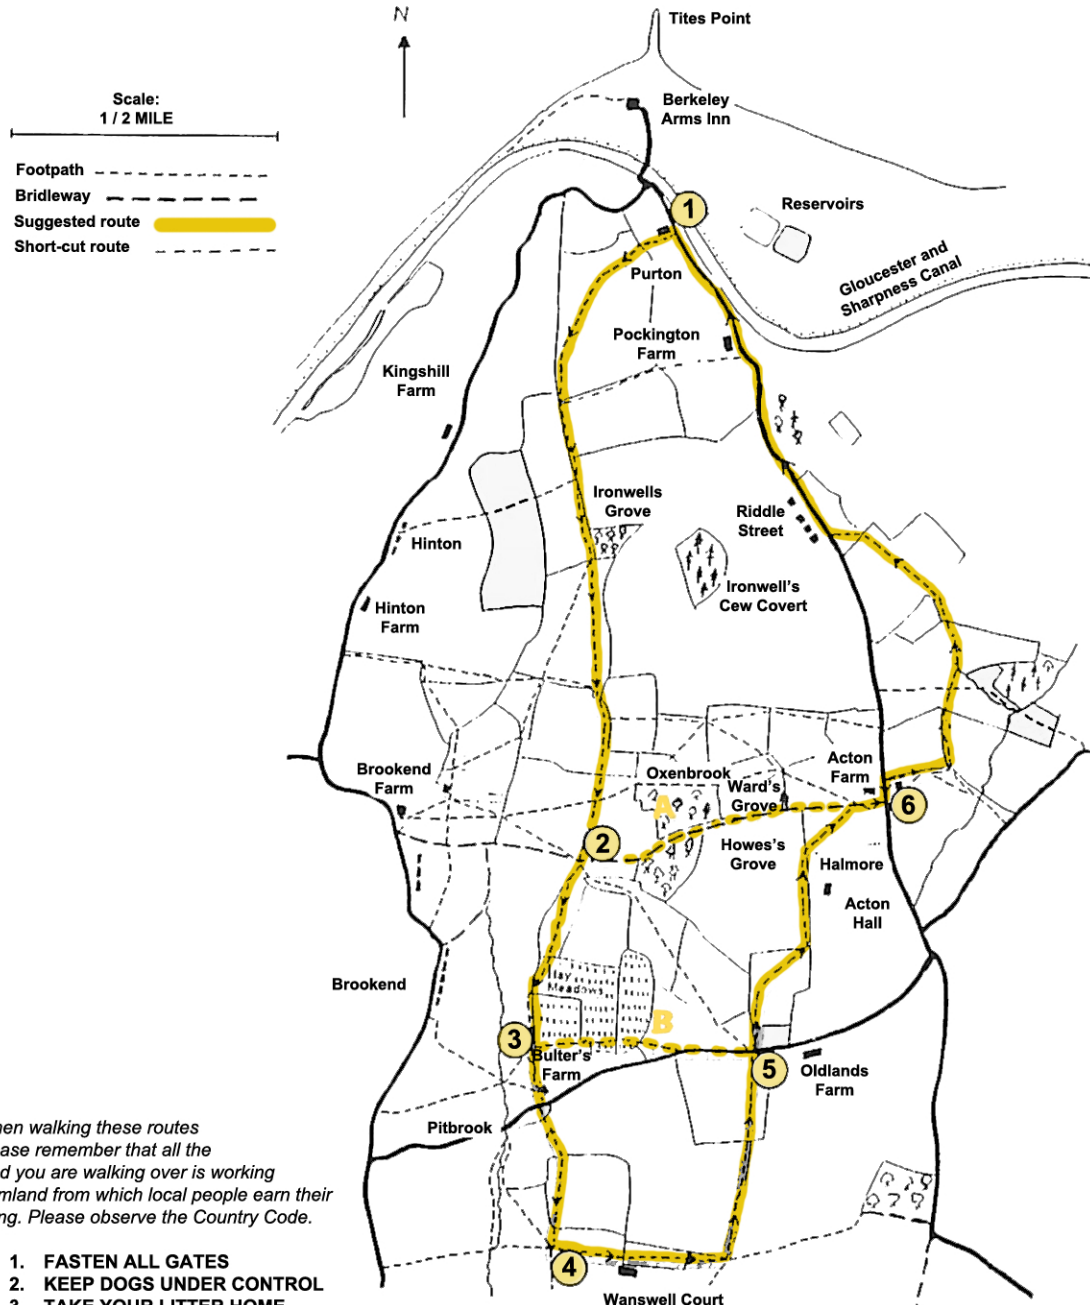 N
Tites Point
Scale:
1 / 2 MILE
Berkeley
Arms Inn
Footpath
Bridleway
Suggested route
Short-cut route
1
Reservoirs
Gloucester and
Sharpness Canal
Purton
Pockington
Farm
Kingshill
Farm
Ironwells
Grove
Riddle
Street
Hinton
Ironwell's
Cew Covert
Hinton
Farm
Brookend
Farm
Oxenbrook
A
Ward's
Grove
Acton
Farm
6
2
Howes's
Grove
Halmore
Acton
Hall
Brookend
Hay
Meadows
B
3
Bulter's
Farm
5
Oldlands
Farm
Pitbrook
hen walking these routes
ase remember that all the
d you are walking over is working
mland from which local people earn their
ng. Please observe the Country Code.
1. FASTEN ALL GATES
2. KEEP DOGS UNDER CONTROL
3. TAKE YOUR LITTER HOME
4
Wanswell Court